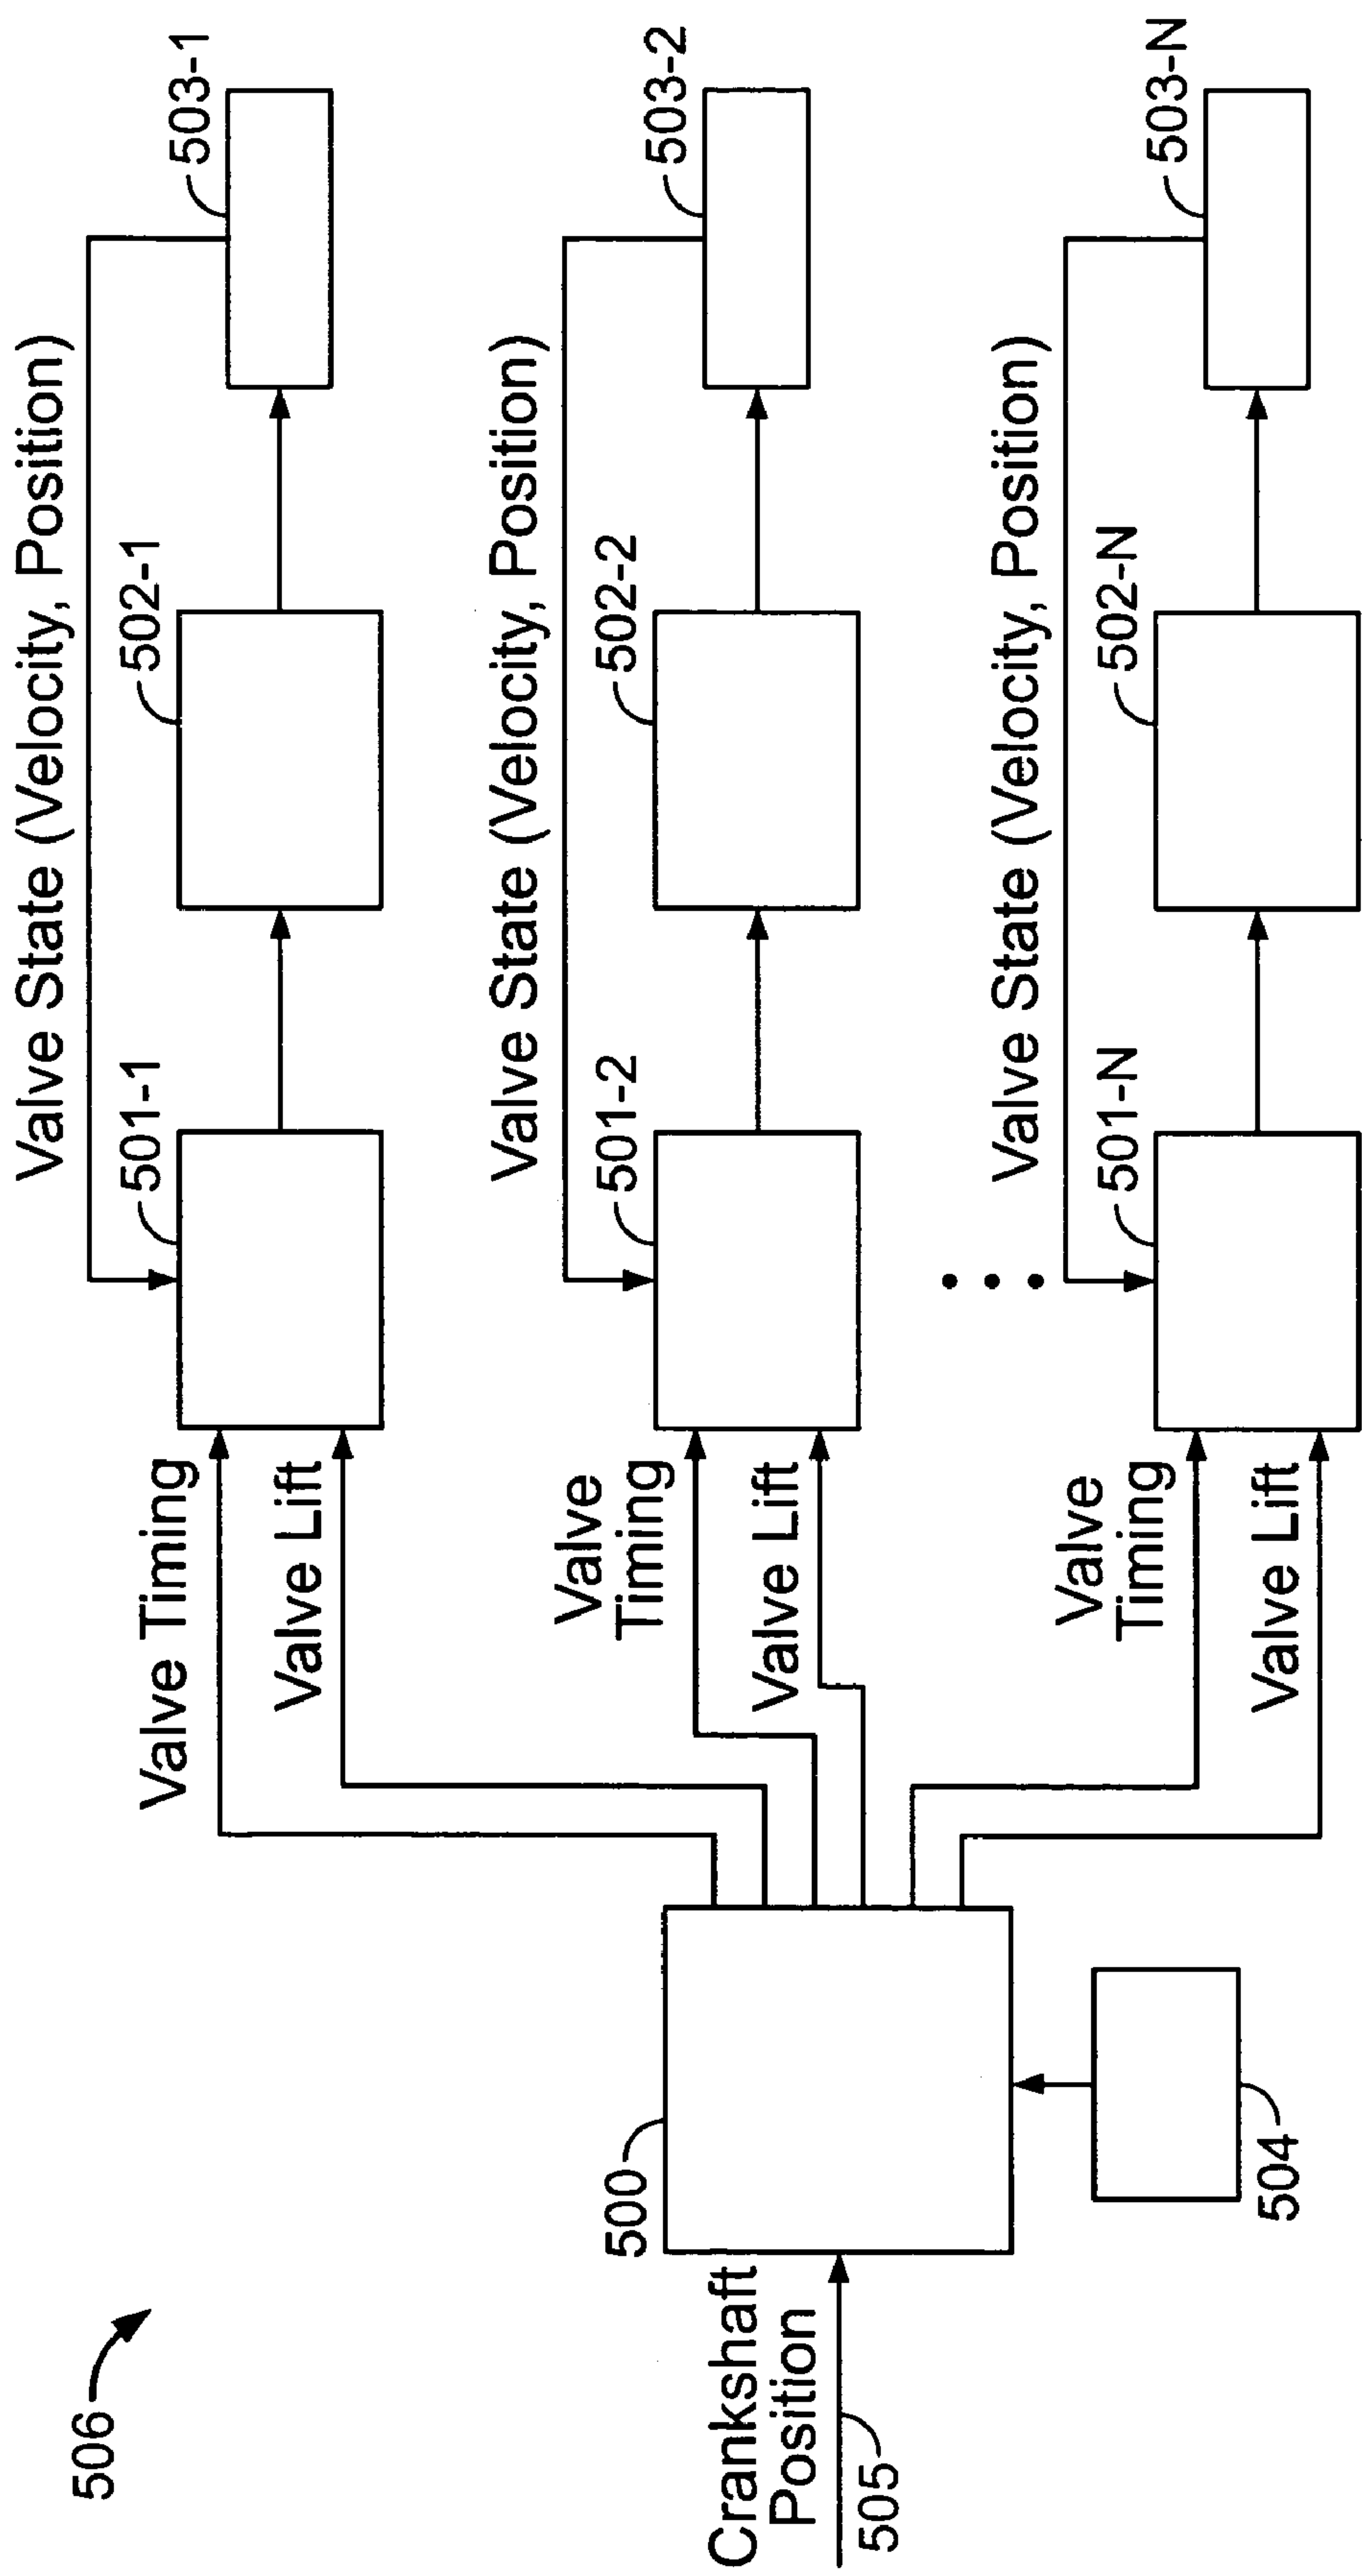 506
Crankshaft
Position
505
500
504
Valve Timing
Valve Lift
Valve State (Velocity, Position)
501-1
502-1
503-1
Valve
Timing
Valve Lift
Valve State (Velocity, Position)
501-2
502-2
503-2
Valve
Timing
Valve Lift
Valve State (Velocity, Position)
501-N
502-N
503-N